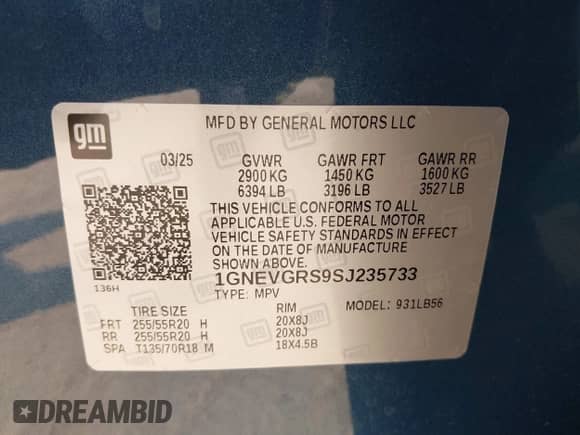 gm
MFD BY GENERAL MOTORS LLC
03/25 GVWR GAWR FRT GAWR RR
2900 KG 1450 KG 1600 KG
6394 LB 3196 LB 3527 LB
THIS VEHICLE CONFORMS TO ALL
APPLICABLE U.S. FEDERAL MOTOR
VEHICLE SAFETY STANDARDS IN EFFECT
ON THE DATE OF MANUFACTURE
SHOWN ABOVE.
136H
1GNEVGRS9SJ235733
TYPE: MPV MODEL: 931LB56
TIRE SIZE RIM
FRT 255/55R20 H 20X8J
RR 255/55R20 H 20X8J
SPA T135/70R18 M 18X4.5B
DREAMBID